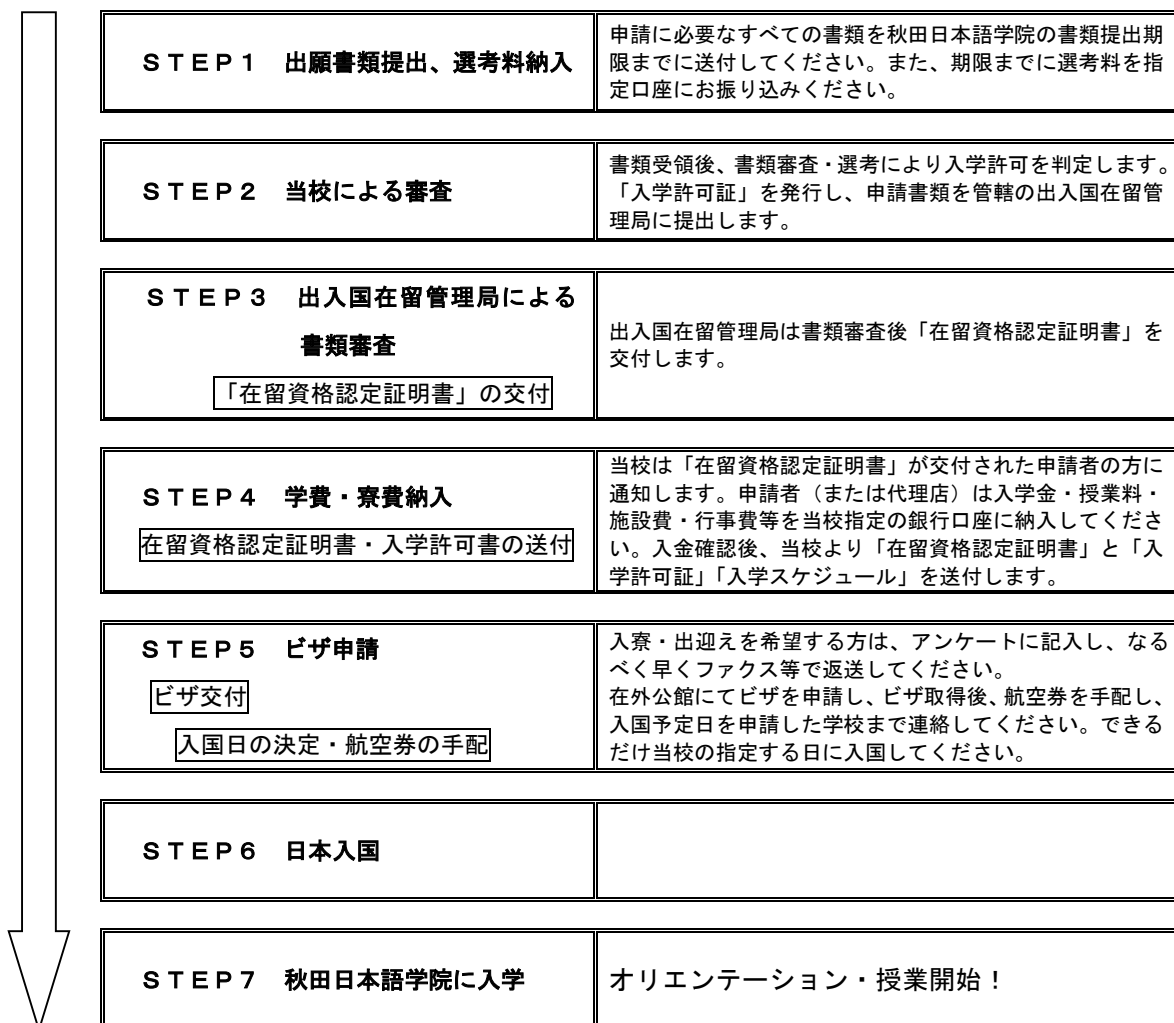 STEP1 出願書類提出、選考料納入
申請に必要なすべての書類を秋田日本語学院の書類提出期
限までに送付してください。また、期限までに選考料を指
定口座にお振り込みください。
STEP2 当校による審査
書類受領後、書類審査・選考により入学許可を判定します。
「入学許可証」を発行し、申請書類を管轄の出入国在留管
理局に提出します。
STEP3 出入国在留管理局による
書類審査
「在留資格認定証明書」の交付
出入国在留管理局は書類審査後「在留資格認定証明書」を
交付します。
STEP4 学費・寮費納入
在留資格認定証明書・入学許可書の送付
当校は「在留資格認定証明書」が交付された申請者の方に
通知します。申請者（または代理店）は入学金・授業料・
施設費・行事費等を当校指定の銀行口座に納入してくださ
い。入金確認後、当校より「在留資格認定証明書」と「入
学許可証」「入学スケジュール」を送付します。
STEP5 ビザ申請
ビザ交付
入国日の決定・航空券の手配
入寮・出迎えを希望する方は、アンケートに記入し、なる
べく早くファクス等で返送してください。
在外公館にてビザを申請し、ビザ取得後、航空券を手配し、
入国予定日を申請した学校まで連絡してください。できる
だけ当校の指定する日に入国してください。
STEP6 日本入国
STEP7 秋田日本語学院に入学
オリエンテーション・授業開始！